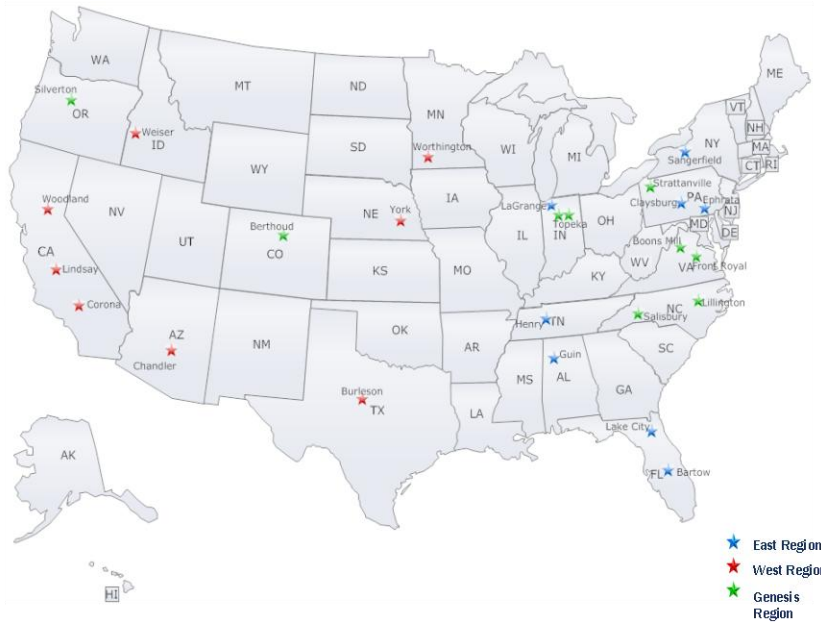 ME
WA
MT
ND
MN
VT
Silverton
OR
Weiser
ID
NH
NY
MA
WI
SD
MI
CT
RI
Worthington
Sangerfield
WY
Strattanville
Woodland
IA
LaGrange
Claysburg
PA
Ephrata
NJ
NV
NE
York
Berthoud
Topeka
OH
MD
DE
UT
CO
IL
IN
Boons Mill
WV
VA
Front Royal
CA
Lindsay
KS
MO
KY
Corona
Lillington
NC
Salisbury
AZ
NM
OK
Henry
TN
AR
Guin
SC
Chandler
MS
AL
GA
Burleson
TX
LA
Lake City
AK
FL
Bartow
East Region
West Region
HI
Genesis
Region